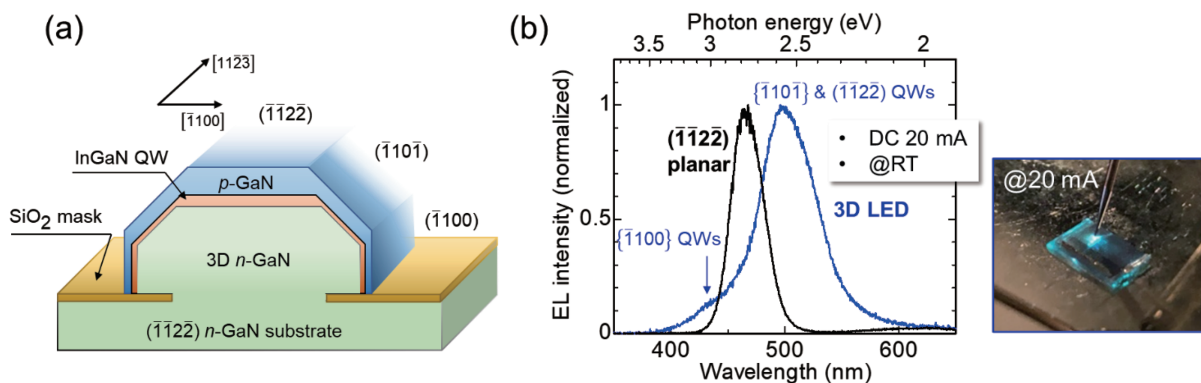 (a)
[112̄3̄]
[1̄100]
(1̄1̄22̄)
InGaN QW
(1̄101̄)
p-GaN
SiO₂ mask
(1̄100)
3D n-GaN
(1̄1̄22̄) n-GaN substrate
(b)
Photon energy (eV)
3.5
3
2.5
2
EL intensity (normalized)
1
0.5
0
{1̄101̄} & (1̄1̄22̄) QWs
(1̄1̄22̄)
planar
• DC 20 mA
• @RT
3D LED
{1̄100} QWs
400
500
600
Wavelength (nm)
@20 mA